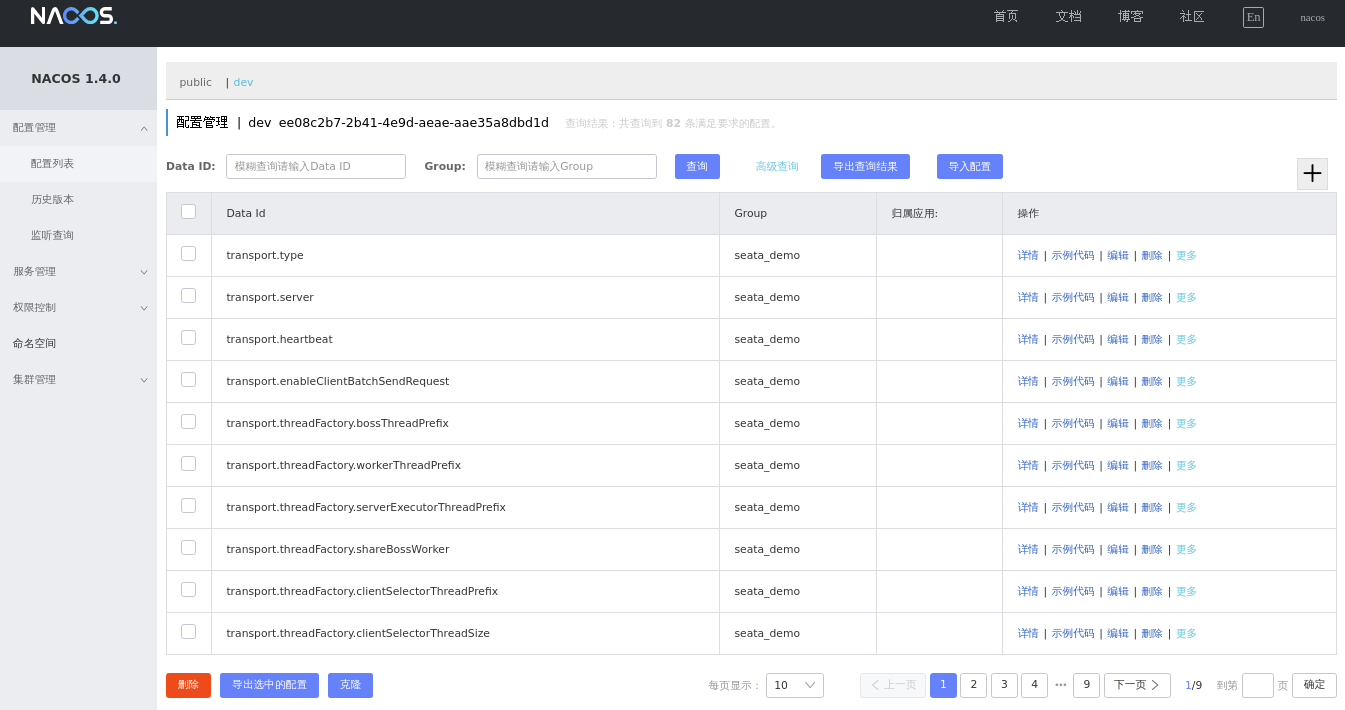 NACOS. 首页 文档 博客 社区 En nacos
NACOS 1.4.0
配置管理
配置列表
历史版本
监听查询
服务管理
权限控制
命名空间
集群管理
public | dev
配置管理 | dev ee08c2b7-2b41-4e9d-aeae-aae35a8dbd1d 查询结果：共查询到 82 条满足要求的配置。
Data ID: 模糊查询请输入Data ID Group: 模糊查询请输入Group 查询 高级查询 导出查询结果 导入配置
Data Id Group 归属应用: 操作
transport.type seata_demo 详情 | 示例代码 | 编辑 | 删除 | 更多
transport.server seata_demo 详情 | 示例代码 | 编辑 | 删除 | 更多
transport.heartbeat seata_demo 详情 | 示例代码 | 编辑 | 删除 | 更多
transport.enableClientBatchSendRequest seata_demo 详情 | 示例代码 | 编辑 | 删除 | 更多
transport.threadFactory.bossThreadPrefix seata_demo 详情 | 示例代码 | 编辑 | 删除 | 更多
transport.threadFactory.workerThreadPrefix seata_demo 详情 | 示例代码 | 编辑 | 删除 | 更多
transport.threadFactory.serverExecutorThreadPrefix seata_demo 详情 | 示例代码 | 编辑 | 删除 | 更多
transport.threadFactory.shareBossWorker seata_demo 详情 | 示例代码 | 编辑 | 删除 | 更多
transport.threadFactory.clientSelectorThreadPrefix seata_demo 详情 | 示例代码 | 编辑 | 删除 | 更多
transport.threadFactory.clientSelectorThreadSize seata_demo 详情 | 示例代码 | 编辑 | 删除 | 更多
删除 导出选中的配置 克隆 每页显示： 10 上一页 1 2 3 4 ••• 9 下一页 1/9 到第 页 确定